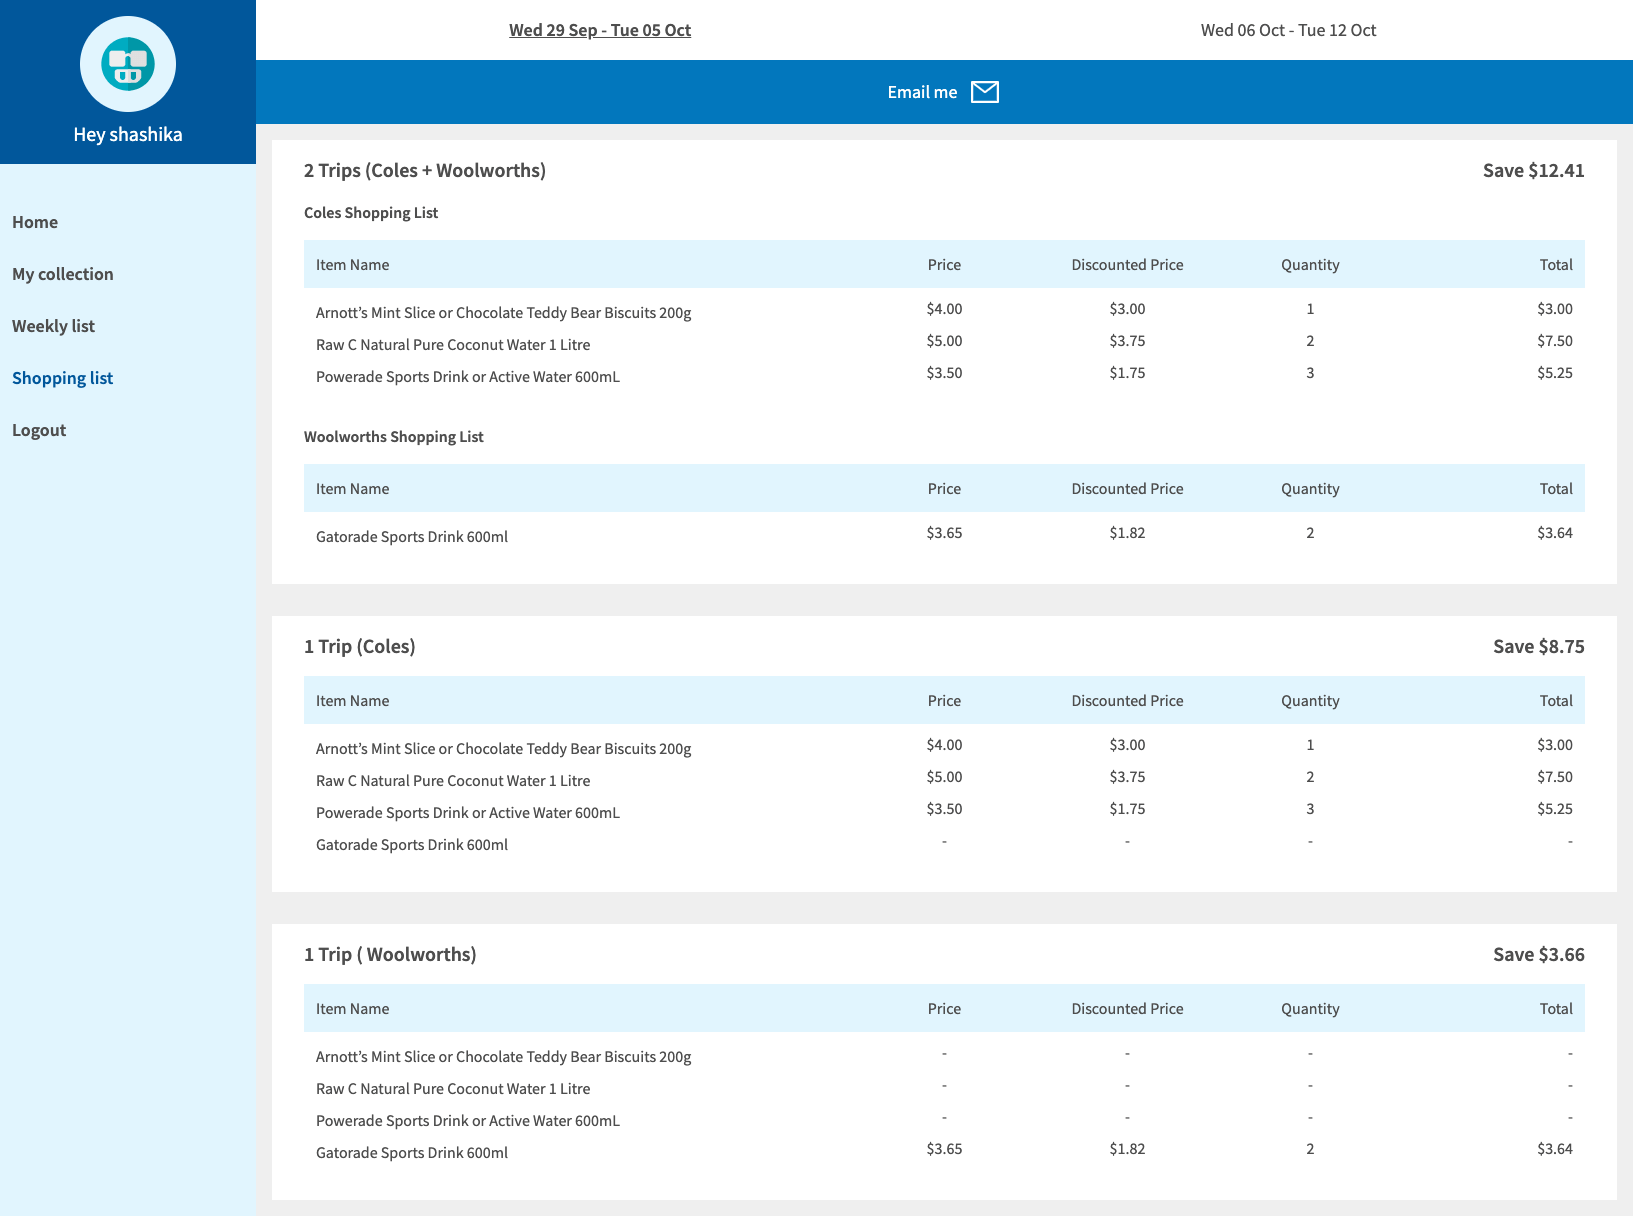 Hey shashika
Home
My collection
Weekly list
Shopping list
Logout
Wed 29 Sep - Tue 05 Oct
Wed 06 Oct - Tue 12 Oct
Email me
2 Trips (Coles + Woolworths) Save $12.41
Coles Shopping List
Item Name Price Discounted Price Quantity Total
Arnott’s Mint Slice or Chocolate Teddy Bear Biscuits 200g $4.00 $3.00 1 $3.00
Raw C Natural Pure Coconut Water 1 Litre $5.00 $3.75 2 $7.50
Powerade Sports Drink or Active Water 600mL $3.50 $1.75 3 $5.25
Woolworths Shopping List
Item Name Price Discounted Price Quantity Total
Gatorade Sports Drink 600ml $3.65 $1.82 2 $3.64
1 Trip (Coles) Save $8.75
Item Name Price Discounted Price Quantity Total
Arnott’s Mint Slice or Chocolate Teddy Bear Biscuits 200g $4.00 $3.00 1 $3.00
Raw C Natural Pure Coconut Water 1 Litre $5.00 $3.75 2 $7.50
Powerade Sports Drink or Active Water 600mL $3.50 $1.75 3 $5.25
Gatorade Sports Drink 600ml - - - -
1 Trip ( Woolworths) Save $3.66
Item Name Price Discounted Price Quantity Total
Arnott’s Mint Slice or Chocolate Teddy Bear Biscuits 200g - - - -
Raw C Natural Pure Coconut Water 1 Litre - - - -
Powerade Sports Drink or Active Water 600mL - - - -
Gatorade Sports Drink 600ml $3.65 $1.82 2 $3.64